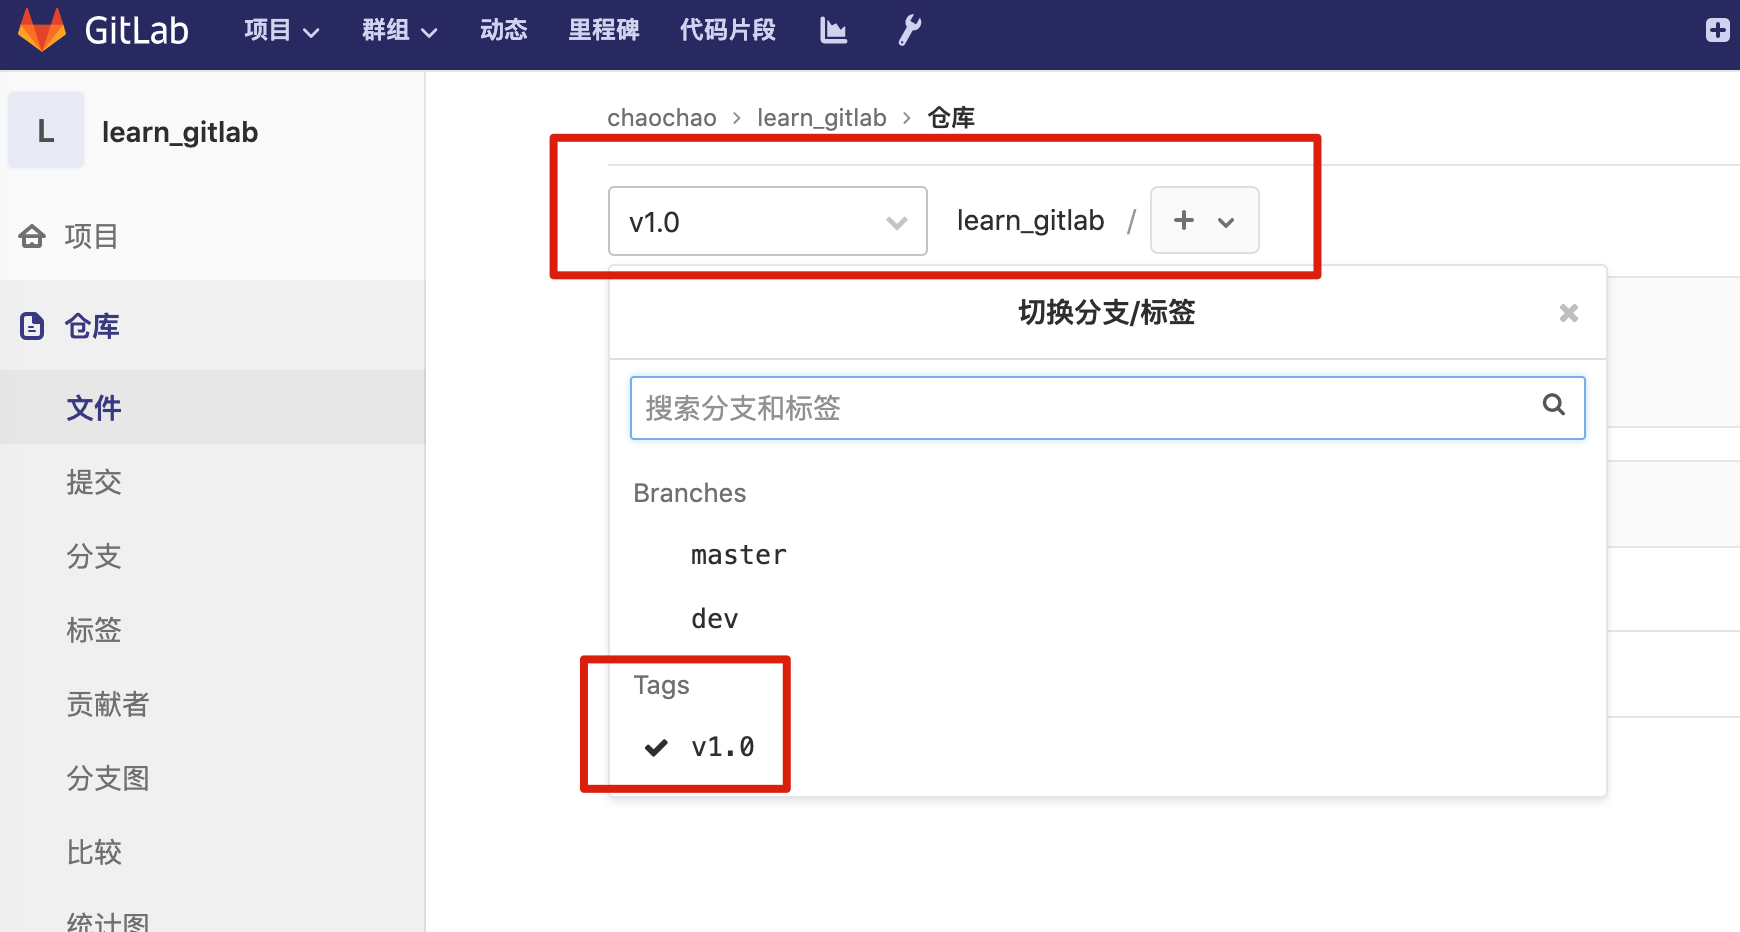 GitLab 项目 群组 动态 里程碑 代码片段
L learn_gitlab
项目
仓库
文件
提交
分支
标签
贡献者
分支图
比较
统计图
chaochao > learn_gitlab > 仓库
v1.0 learn_gitlab / +
切换分支/标签
搜索分支和标签
Branches
master
dev
Tags
v1.0